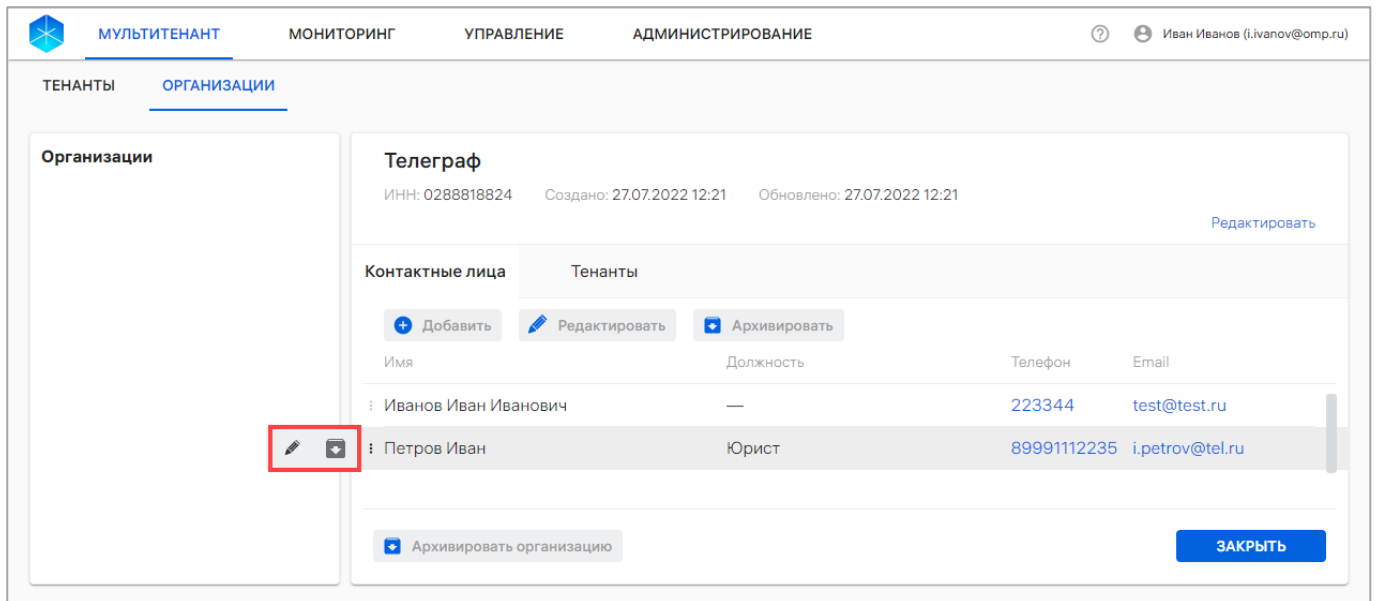 МУЛЬТИТЕНАНТ МОНИТОРИНГ УПРАВЛЕНИЕ АДМИНИСТРИРОВАНИЕ ? Иван Иванов (i.ivanov@omp.ru)
ТЕНАНТЫ ОРГАНИЗАЦИИ
Организации
Телеграф
ИНН: 0288818824 Создано: 27.07.2022 12:21 Обновлено: 27.07.2022 12:21
Редактировать
Контактные лица Тенанты
Добавить Редактировать Архивировать
Имя Должность Телефон Email
Иванов Иван Иванович — 223344 test@test.ru
Петров Иван Юрист 89991112235 i.petrov@tel.ru
Архивировать организацию ЗАКРЫТЬ